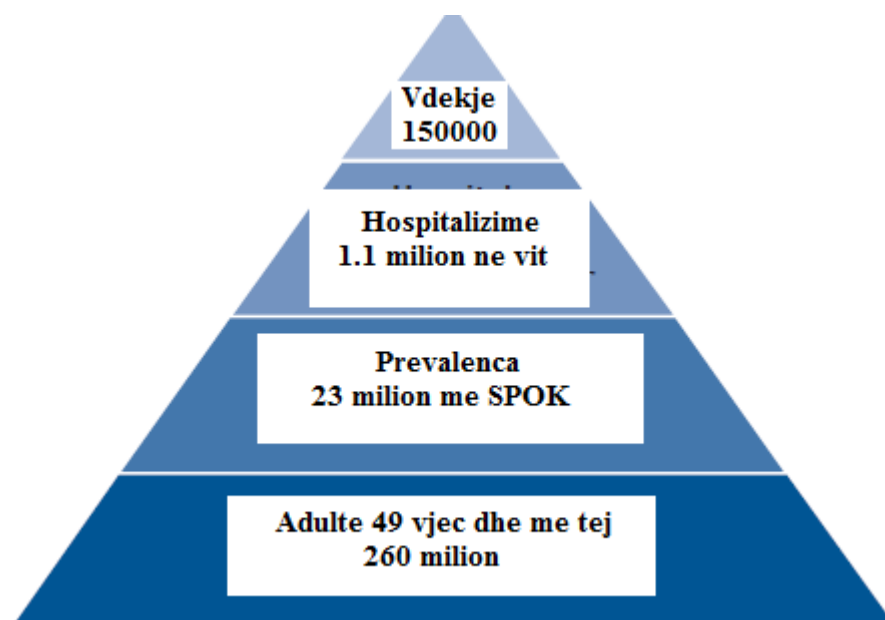 Vdekje
150000
Hospitalizime
1.1 milion ne vit
Prevalenca
23 milion me SPOK
Adulte 49 vjec dhe me tej
260 milion